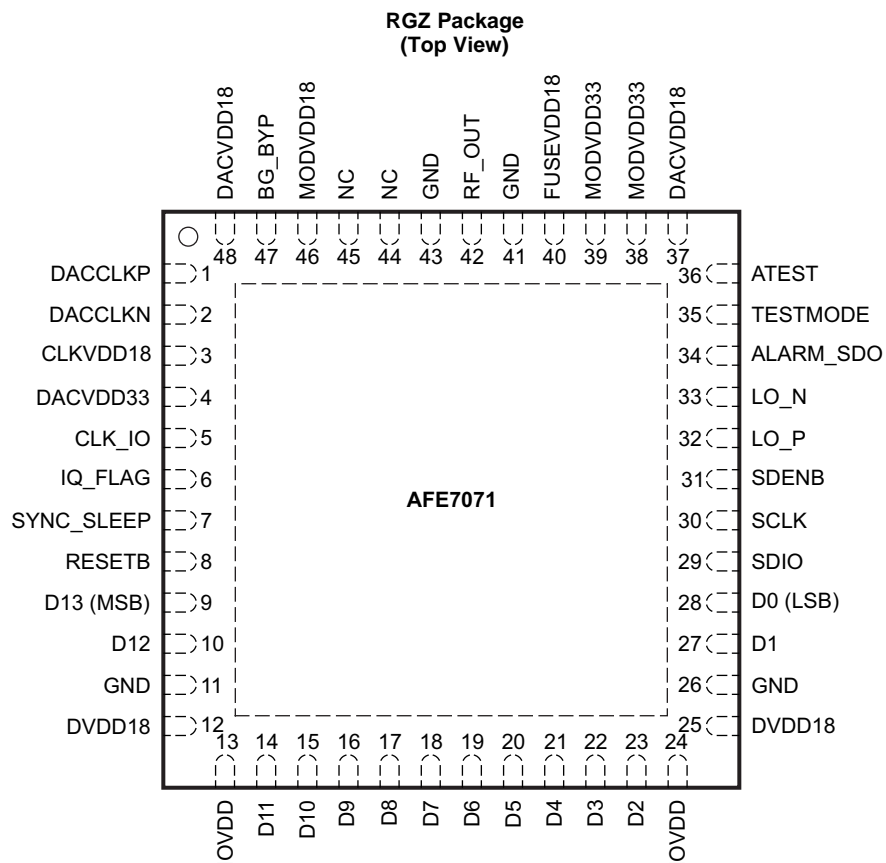 RGZ Package
(Top View)
DACVDD18
BG_BYP
MODVDD18
NC
NC
GND
RF_OUT
GND
FUSEVDD18
MODVDD33
MODVDD33
DACVDD18
48 47 46 45 44 43 42 41 40 39 38 37
DACCLKP 1
DACCLKN 2
CLKVDD18 3
DACVDD33 4
CLK_IO 5
IQ_FLAG 6
SYNC_SLEEP 7
RESETB 8
D13 (MSB) 9
D12 10
GND 11
DVDD18 12
AFE7071
36 ATEST
35 TESTMODE
34 ALARM_SDO
33 LO_N
32 LO_P
31 SDENB
30 SCLK
29 SDIO
28 D0 (LSB)
27 D1
26 GND
25 DVDD18
13 14 15 16 17 18 19 20 21 22 23 24
OVDD
D11
D10
D9
D8
D7
D6
D5
D4
D3
D2
OVDD